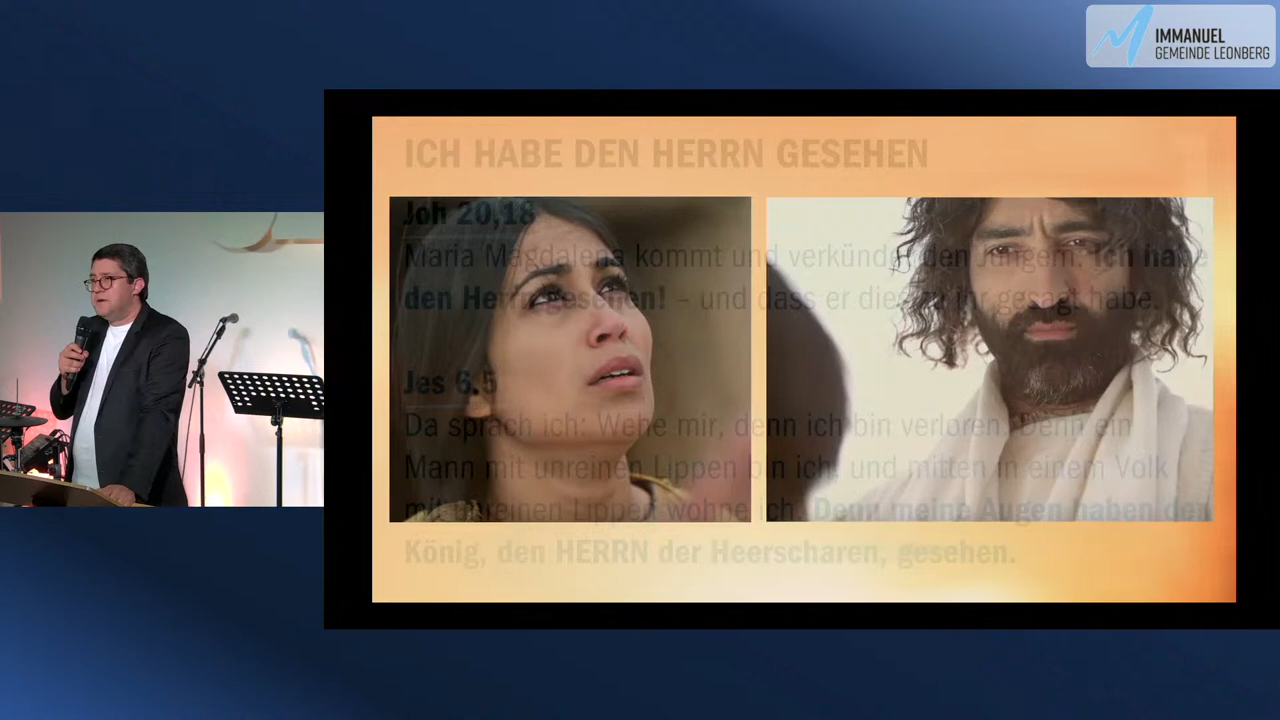 IMMANUEL
GEMEINDE LEONBERG
ICH HABE DEN HERRN GESEHEN
Joh 20,18
Maria Magdalena kommt und verkündet den Jüngern: Ich habe
den Herrn gesehen! – und dass er dies zu ihr gesagt habe.
Jes 6.5
Da sprach ich: Wehe mir, denn ich bin verloren. Denn ein
Mann mit unreinen Lippen bin ich, und mitten in einem Volk
mit unreinen Lippen wohne ich. Denn meine Augen haben den
König, den HERRN der Heerscharen, gesehen.